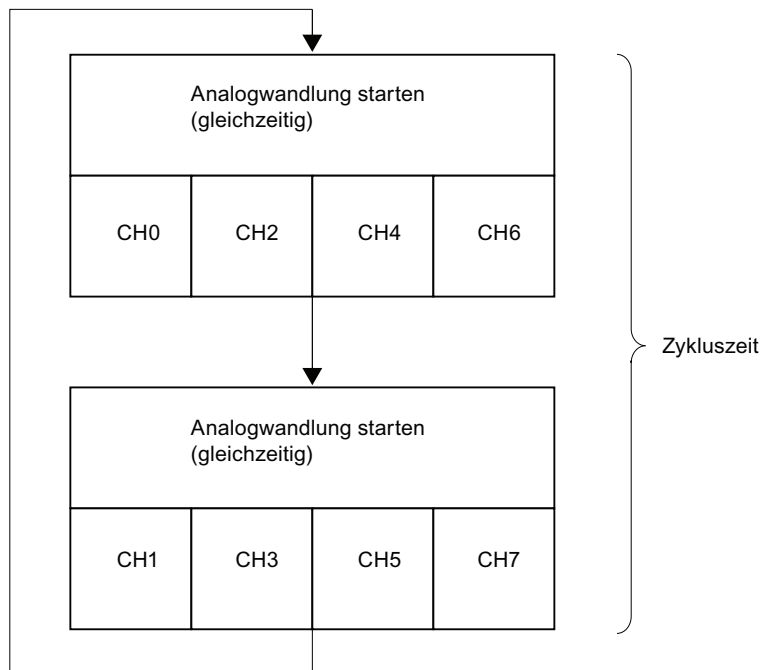 Analogwandlung starten
(gleichzeitig)
CH0 CH2 CH4 CH6
Zykluszeit
Analogwandlung starten
(gleichzeitig)
CH1 CH3 CH5 CH7